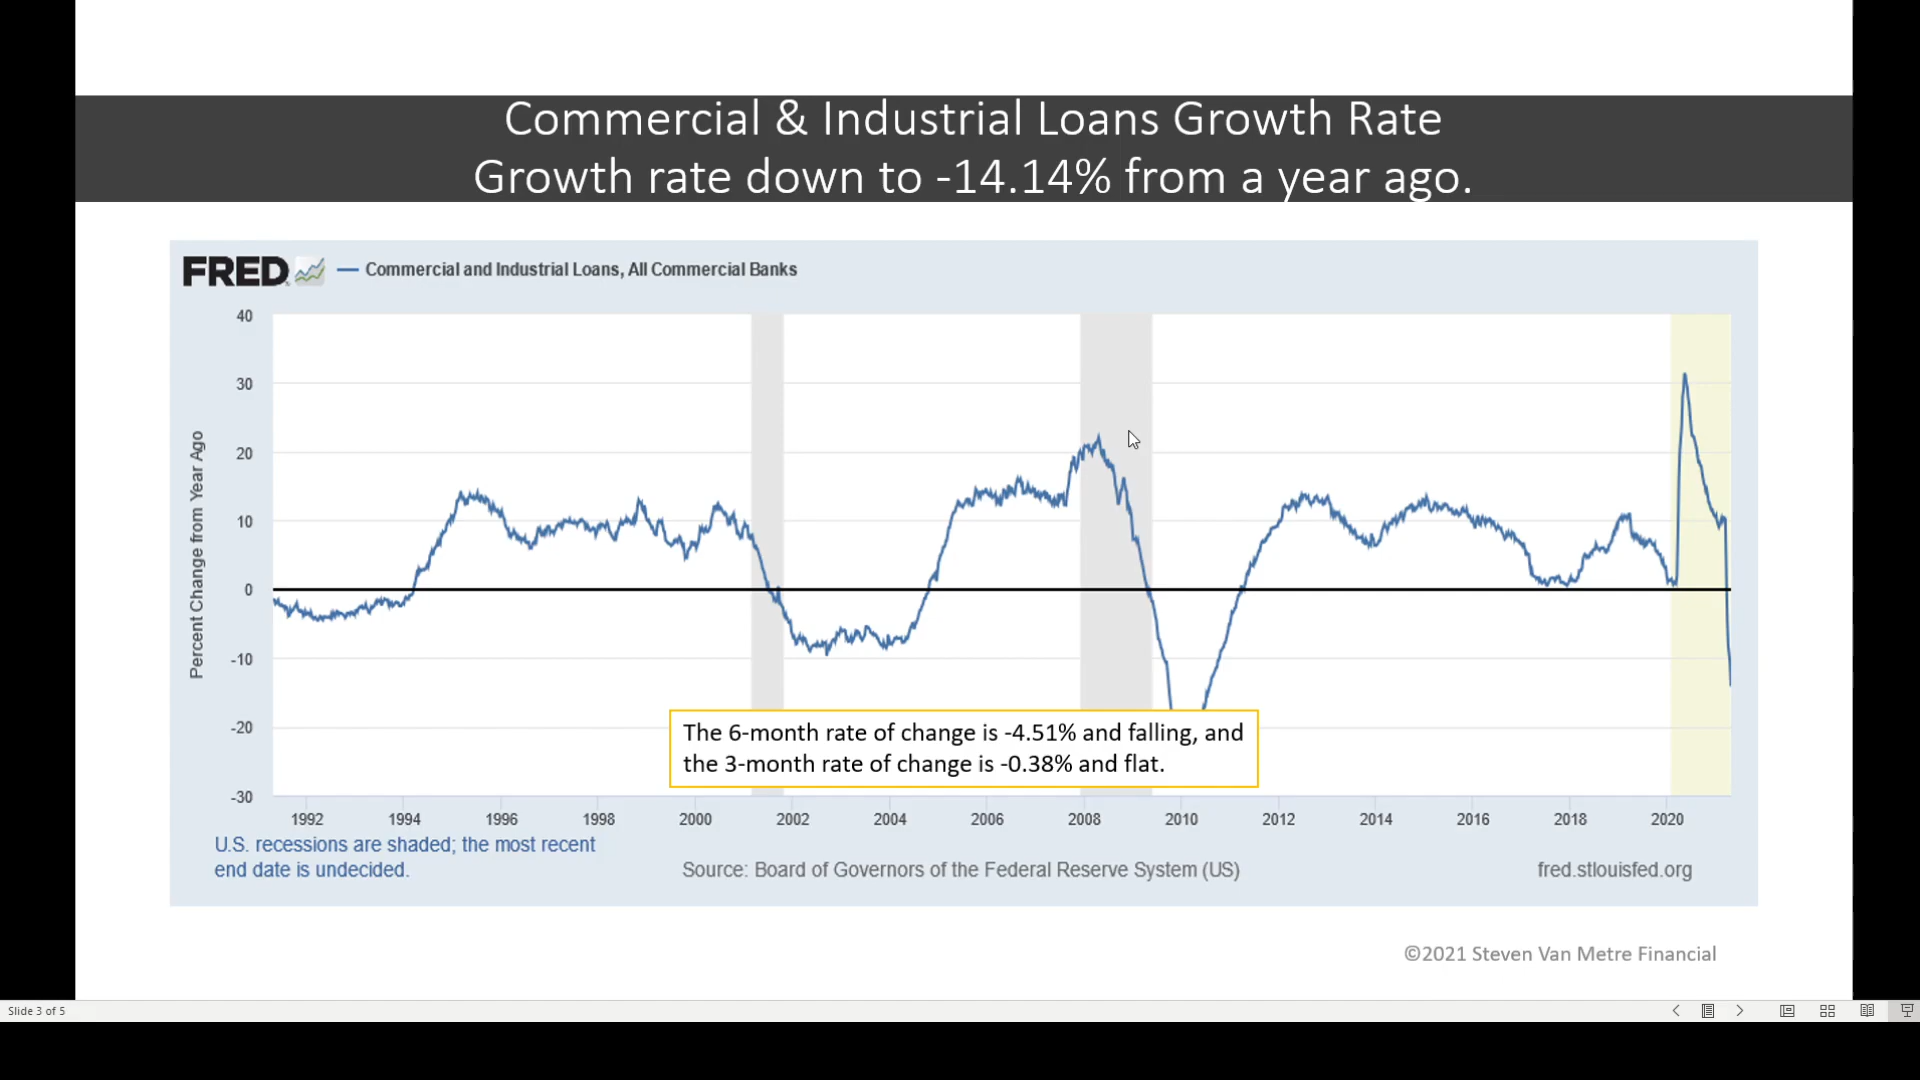 Commercial & Industrial Loans Growth Rate
Growth rate down to -14.14% from a year ago.
FRED
Commercial and Industrial Loans, All Commercial Banks
Percent Change from Year Ago
40
30
20
10
0
-10
-20
-30
The 6-month rate of change is -4.51% and falling, and
the 3-month rate of change is -0.38% and flat.
1992 1994 1996 1998 2000 2002 2004 2006 2008 2010 2012 2014 2016 2018 2020
U.S. recessions are shaded; the most recent
end date is undecided.
Source: Board of Governors of the Federal Reserve System (US)
fred.stlouisfed.org
©2021 Steven Van Metre Financial
Slide 3 of 5